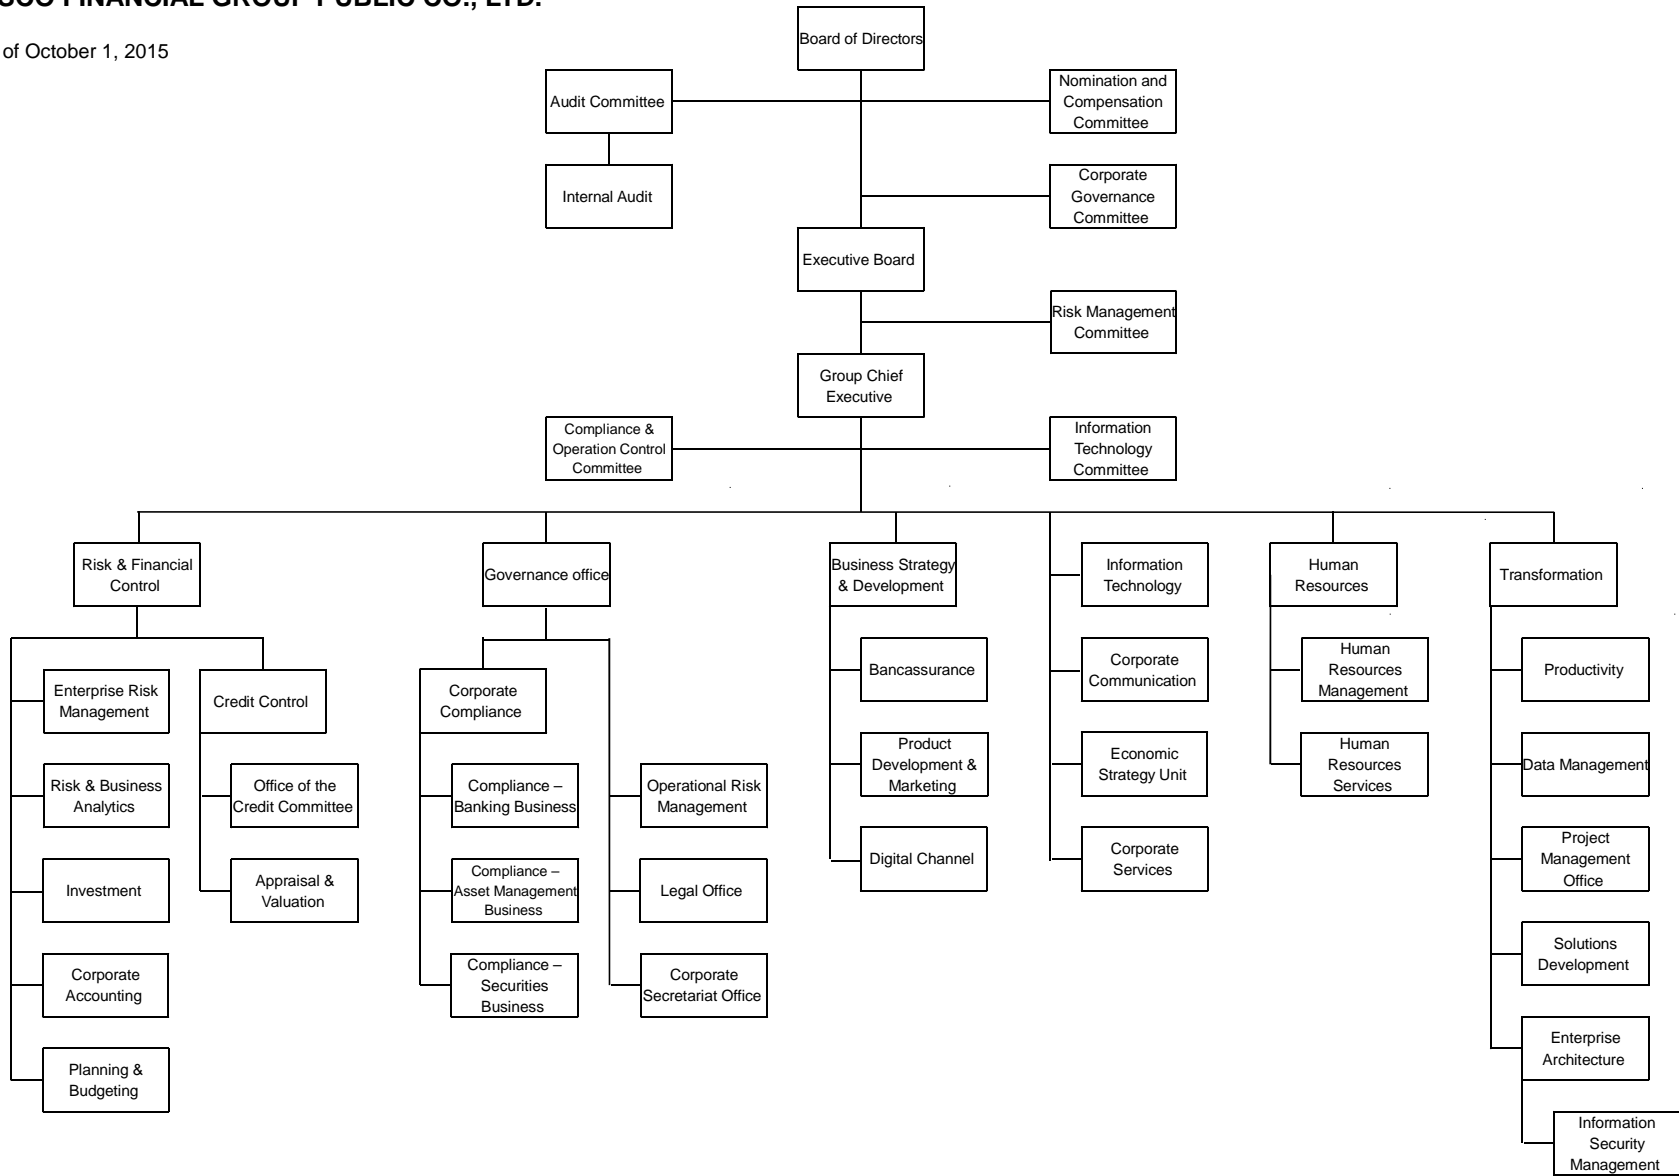 FINANCIAL GROUP PUBLIC CO., LTD.
of October 1, 2015
Board of Directors
Audit Committee
Nomination and
Compensation
Committee
Internal Audit
Corporate
Governance
Committee
Executive Board
Risk Management
Committee
Group Chief
Executive
Compliance &
Operation Control
Committee
Information
Technology
Committee
Risk & Financial
Control
Governance office
Business Strategy
& Development
Information
Technology
Human
Resources
Transformation
Enterprise Risk
Management
Credit Control
Corporate
Compliance
Bancassurance
Corporate
Communication
Human
Resources
Management
Productivity
Risk & Business
Analytics
Office of the
Credit Committee
Compliance –
Banking Business
Operational Risk
Management
Product
Development &
Marketing
Economic
Strategy Unit
Human
Resources
Services
Data Management
Investment
Appraisal &
Valuation
Compliance –
Asset Management
Business
Legal Office
Digital Channel
Corporate
Services
Project
Management
Office
Corporate
Accounting
Compliance –
Securities
Business
Corporate
Secretariat Office
Solutions
Development
Planning &
Budgeting
Enterprise
Architecture
Information
Security
Management